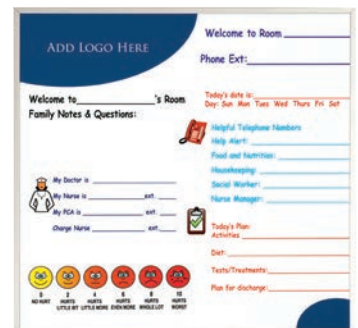 ADD LOGO HERE
Welcome to Room
Phone Ext:
Welcome to 's Room
Family Notes & Questions:
Today's date is:
Day: Sun Mon Tues Wed Thurs Fri Sat
Helpful Telephone Numbers
Help Alert:
Food and Nutrition:
Housekeeping:
Social Worker:
Nurse Manager:
My Doctor is
My Nurse is ext.
My PCA is ext.
Charge Nurse ext.
Today's Plan:
Activities
Diet:
Tests/Treatments:
Plan for discharge:
0 2 4 6 8 10
NO HURT HURTS LITTLE BIT HURTS LITTLE MORE HURTS EVEN MORE HURTS WHOLE LOT HURTS WORST